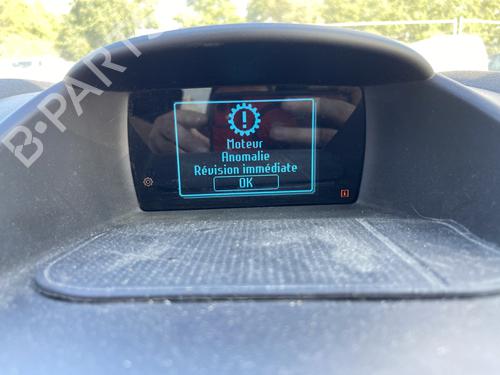 B-PARTS
Moteur
Anomalie
Révision immédiate
OK